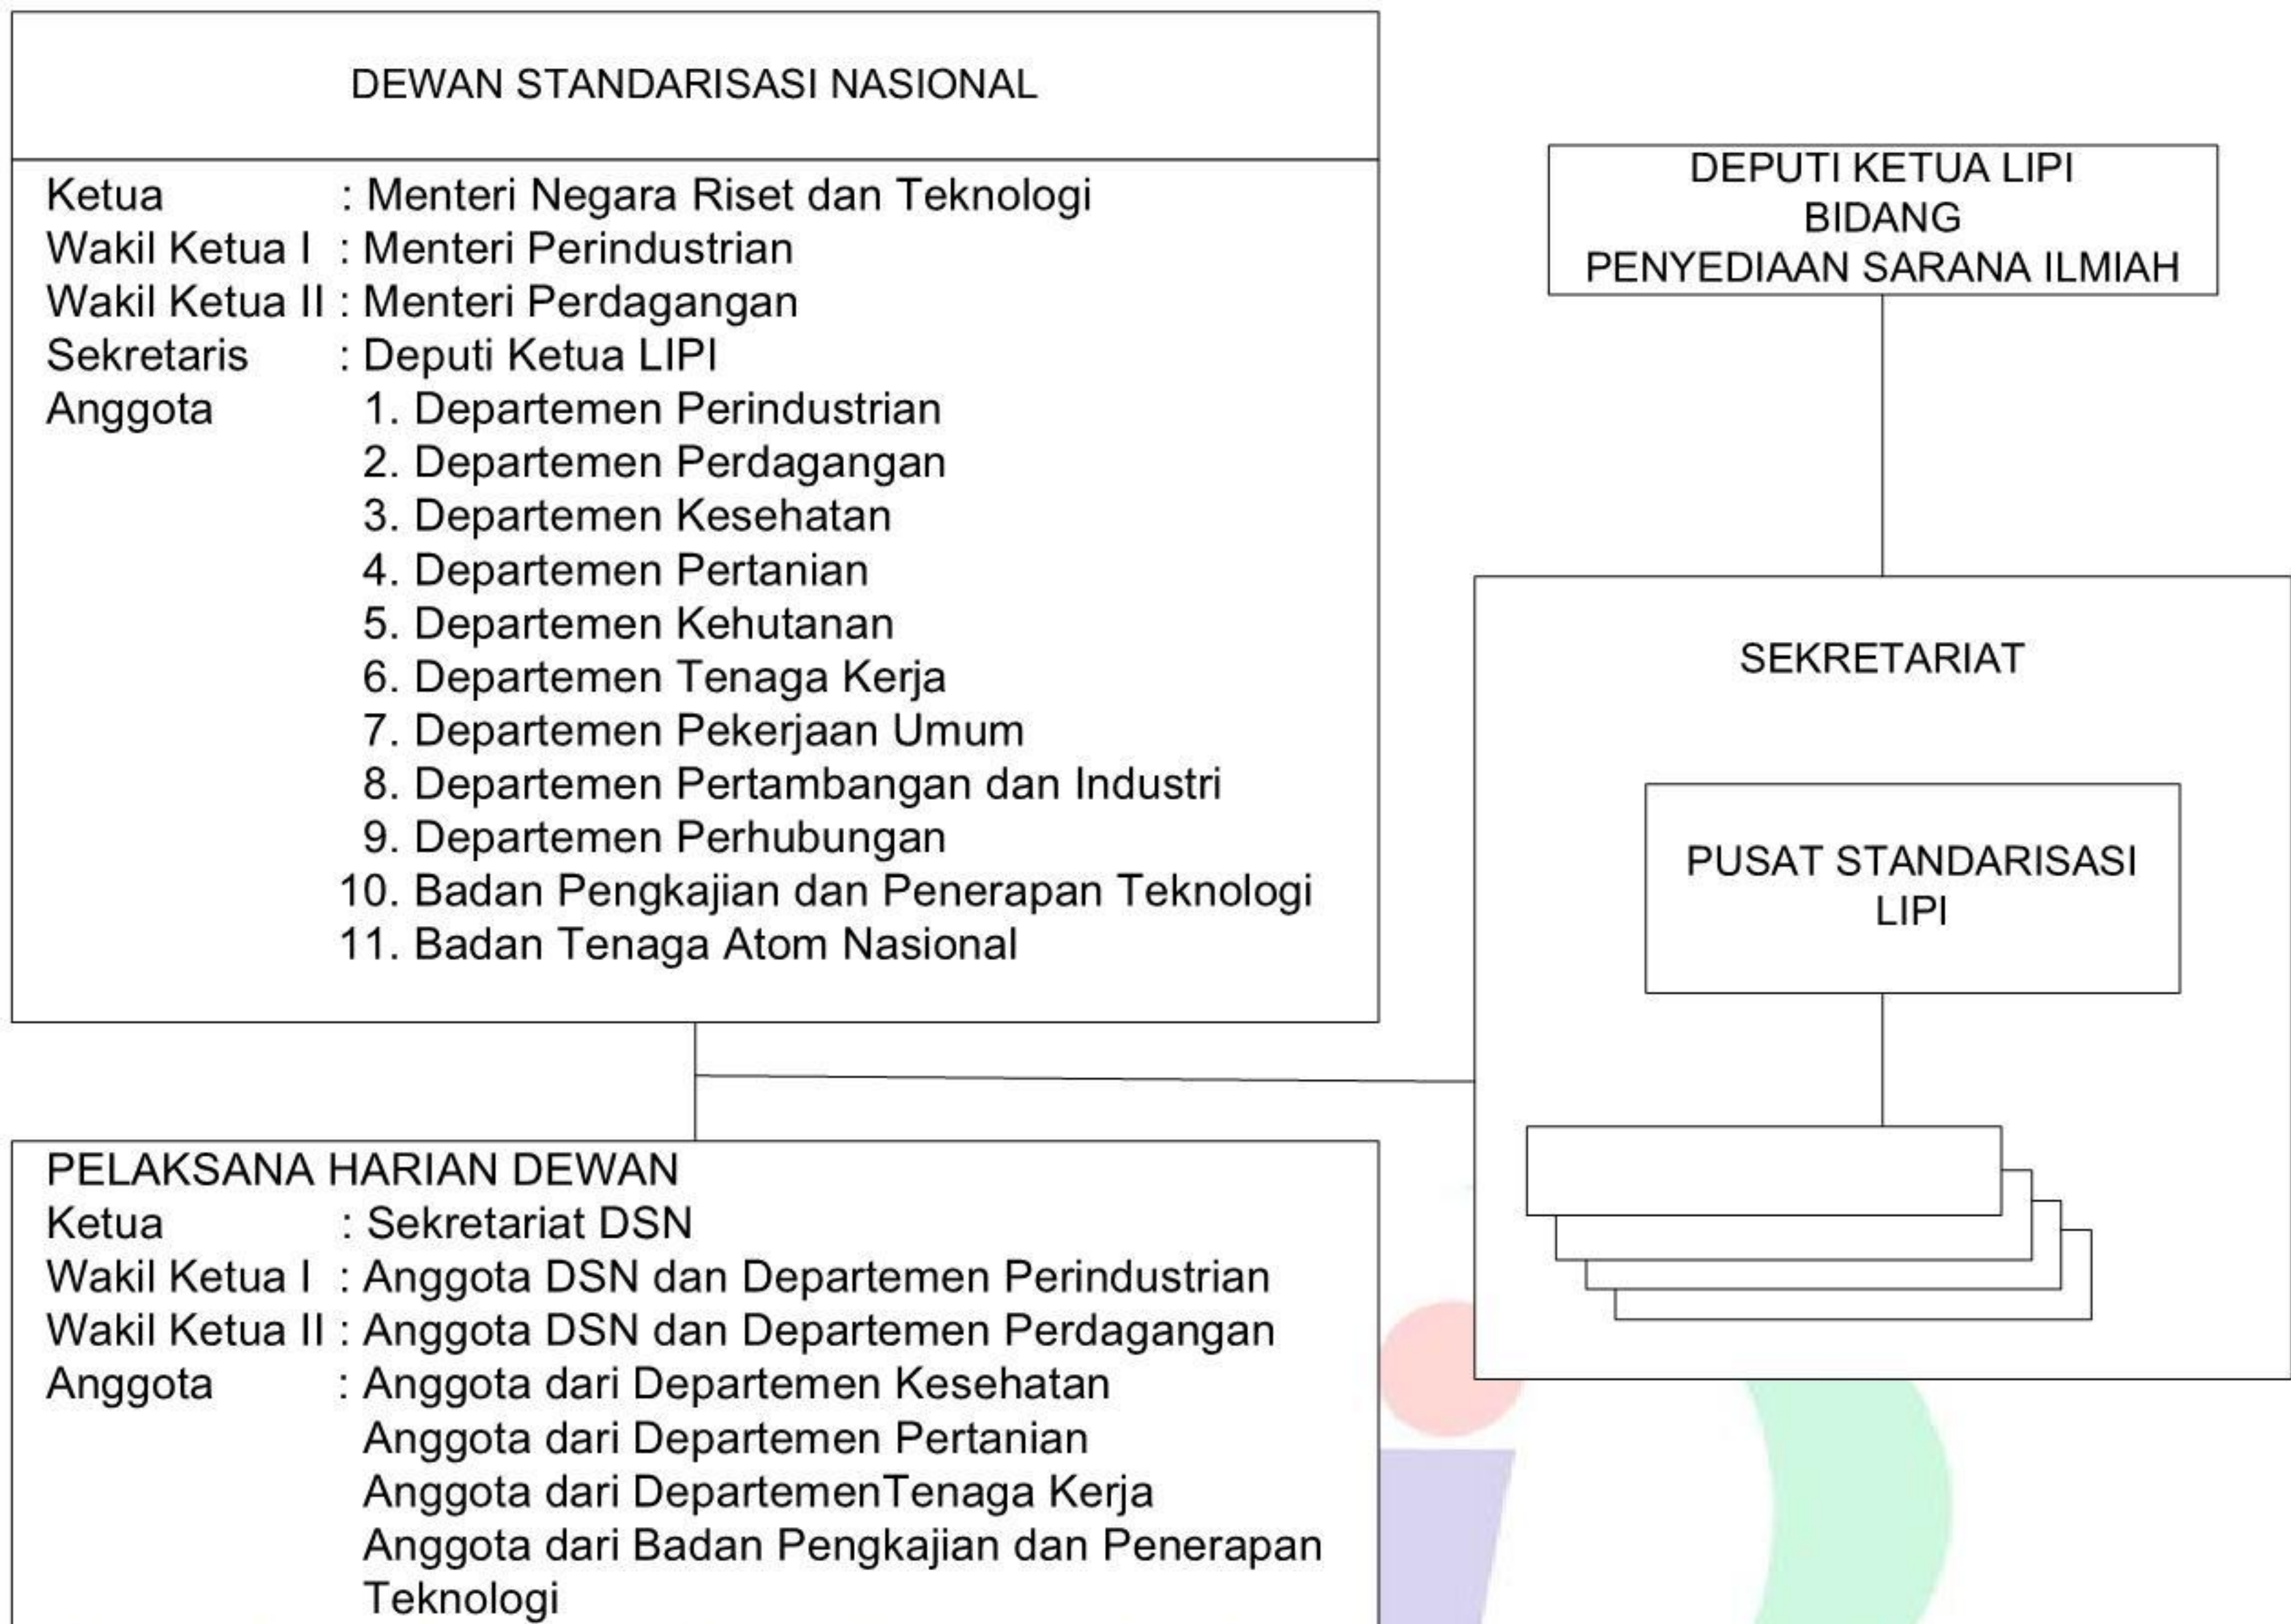 DEWAN STANDARISASI NASIONAL
Ketua : Menteri Negara Riset dan Teknologi
Wakil Ketua I : Menteri Perindustrian
Wakil Ketua II : Menteri Perdagangan
Sekretaris : Deputi Ketua LIPI
Anggota 1. Departemen Perindustrian
2. Departemen Perdagangan
3. Departemen Kesehatan
4. Departemen Pertanian
5. Departemen Kehutanan
6. Departemen Tenaga Kerja
7. Departemen Pekerjaan Umum
8. Departemen Pertambangan dan Industri
9. Departemen Perhubungan
10. Badan Pengkajian dan Penerapan Teknologi
11. Badan Tenaga Atom Nasional
DEPUTI KETUA LIPI
BIDANG
PENYEDIAAN SARANA ILMIAH
SEKRETARIAT
PUSAT STANDARISASI
LIPI
PELAKSANA HARIAN DEWAN
Ketua : Sekretariat DSN
Wakil Ketua I : Anggota DSN dan Departemen Perindustrian
Wakil Ketua II : Anggota DSN dan Departemen Perdagangan
Anggota : Anggota dari Departemen Kesehatan
Anggota dari Departemen Pertanian
Anggota dari DepartemenTenaga Kerja
Anggota dari Badan Pengkajian dan Penerapan
Teknologi